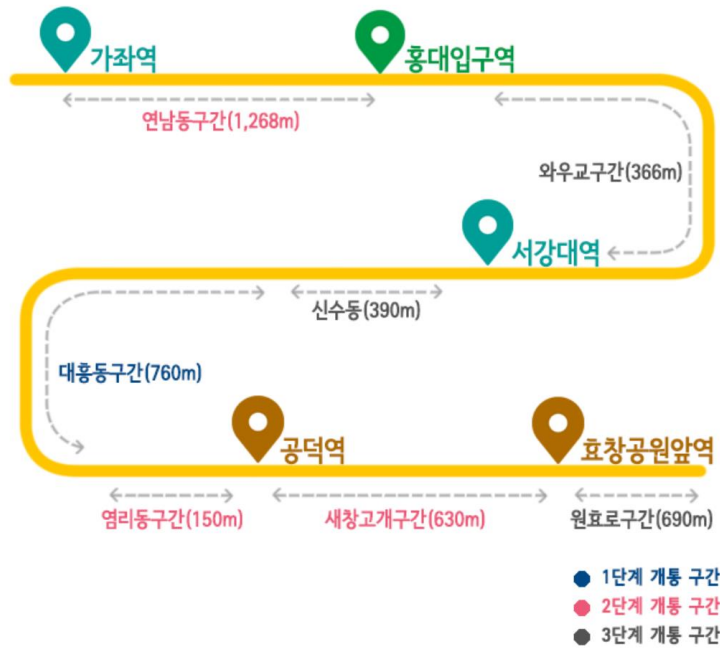 가좌역
홍대입구역
연남동구간(1,268m)
와우교구간(366m)
서강대역
신수동(390m)
대흥동구간(760m)
공덕역
효창공원앞역
염리동구간(150m)
새창고개구간(630m)
원효로구간(690m)
1단계 개통 구간
2단계 개통 구간
3단계 개통 구간